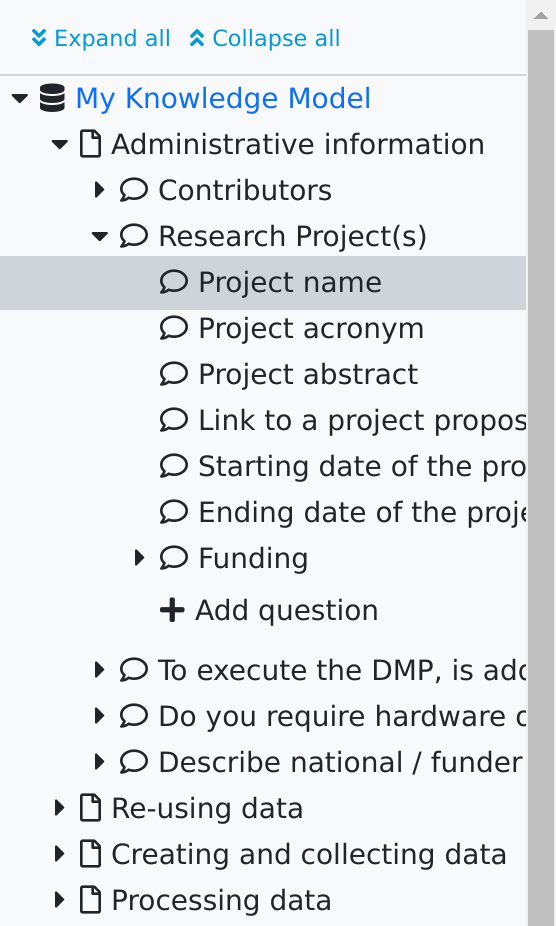 Expand all Collapse all
My Knowledge Model
Administrative information
Contributors
Research Project(s)
Project name
Project acronym
Project abstract
Link to a project propos
Starting date of the pro
Ending date of the proje
Funding
Add question
To execute the DMP, is add
Do you require hardware o
Describe national / funder
Re-using data
Creating and collecting data
Processing data